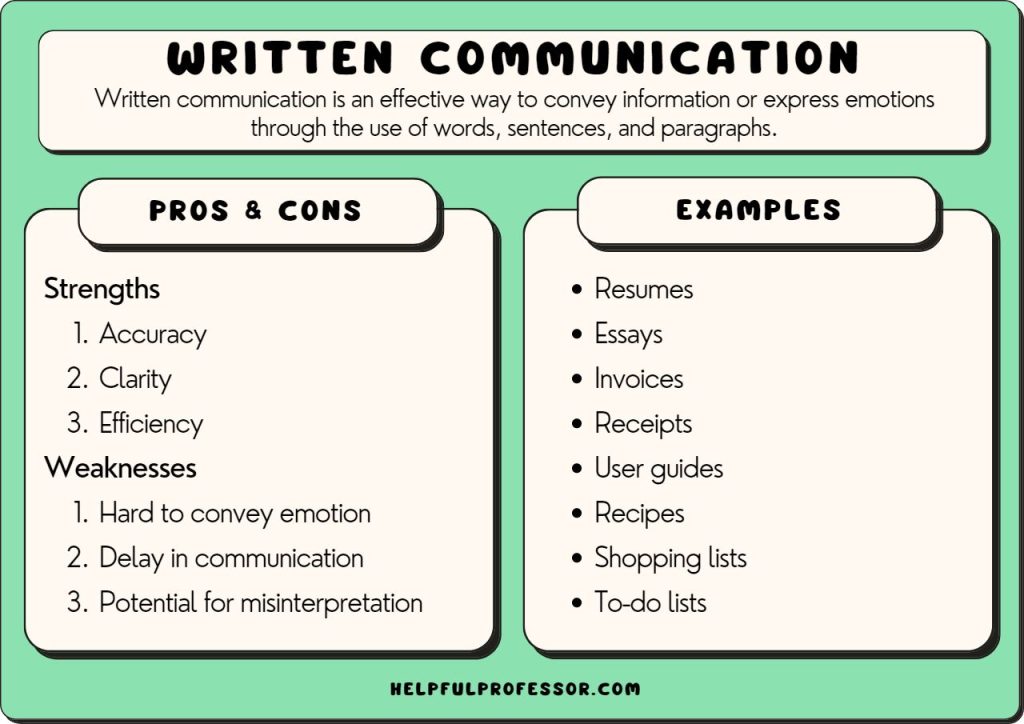 WRITTEN COMMUNICATION
Written communication is an effective way to convey information or express emotions
through the use of words, sentences, and paragraphs.
PROS & CONS
Strengths
1. Accuracy
2. Clarity
3. Efficiency
Weaknesses
1. Hard to convey emotion
2. Delay in communication
3. Potential for misinterpretation
EXAMPLES
• Resumes
• Essays
• Invoices
• Receipts
• User guides
• Recipes
• Shopping lists
• To-do lists
HELPFULPROFESSOR.COM